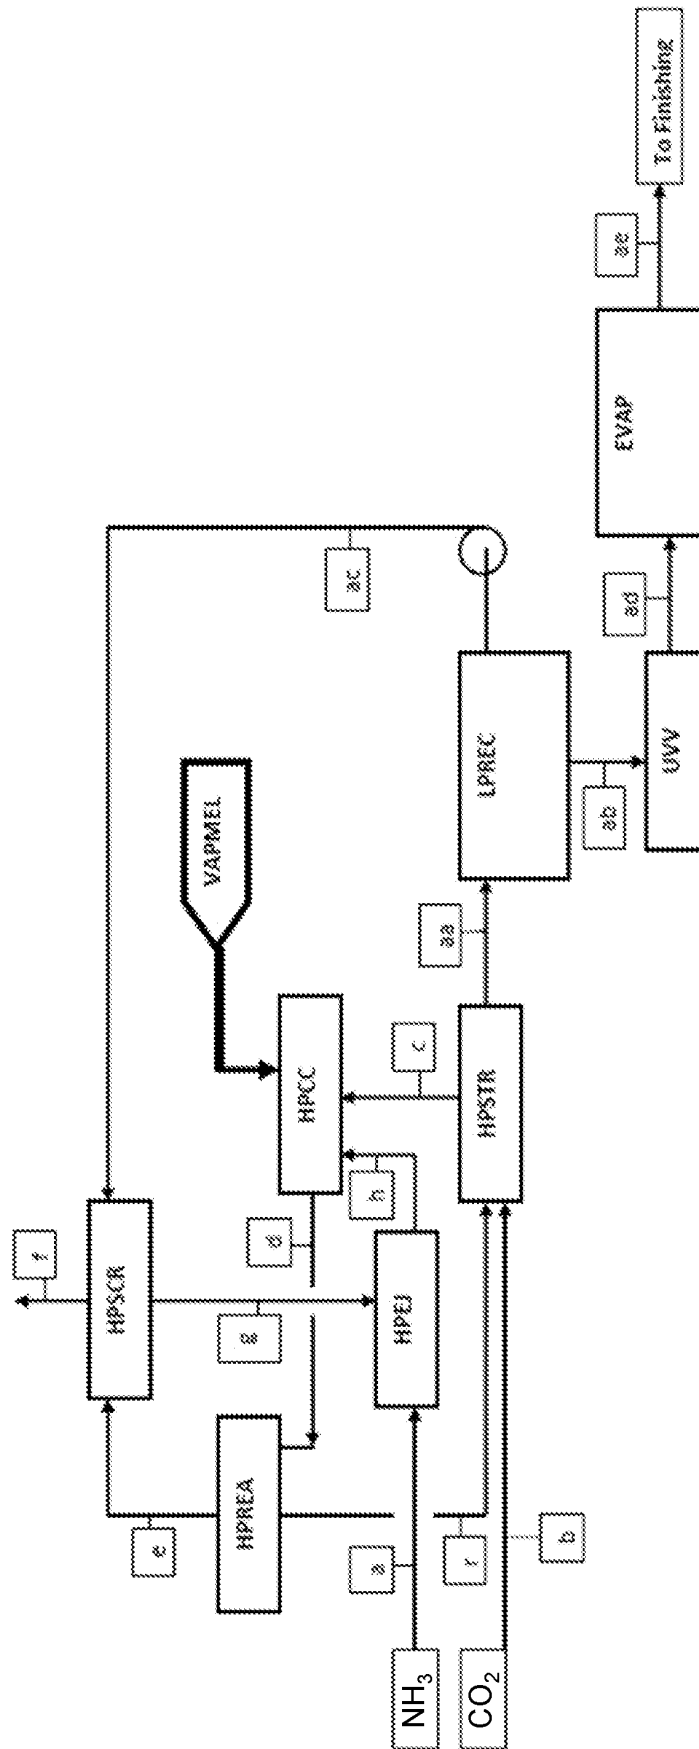 To Finishing
ae
EVAP
ad
UVV
ab
LPREC
ac
VAPMEL
aa
HPSTR
c
HPCC
h
d
HPEJ
g
HPSCR
f
HPREA
e
r
a
b
NH₃
CO₂